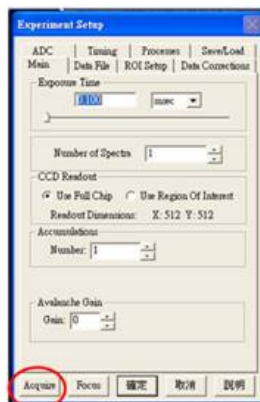 Experiment Setup
ADC Timing Processes Save/Load
Main Data File ROI Setup Data Corrections
Exposure Time
0.100 msec
Number of Spectra 1
CCD Readout
Use Full Chip Use Region Of Interest
Readout Dimensions: X: 512 Y: 512
Accumulations
Number: 1
Avalanche Gain
Gain: 0
Acquire Focus 確定 取消 說明